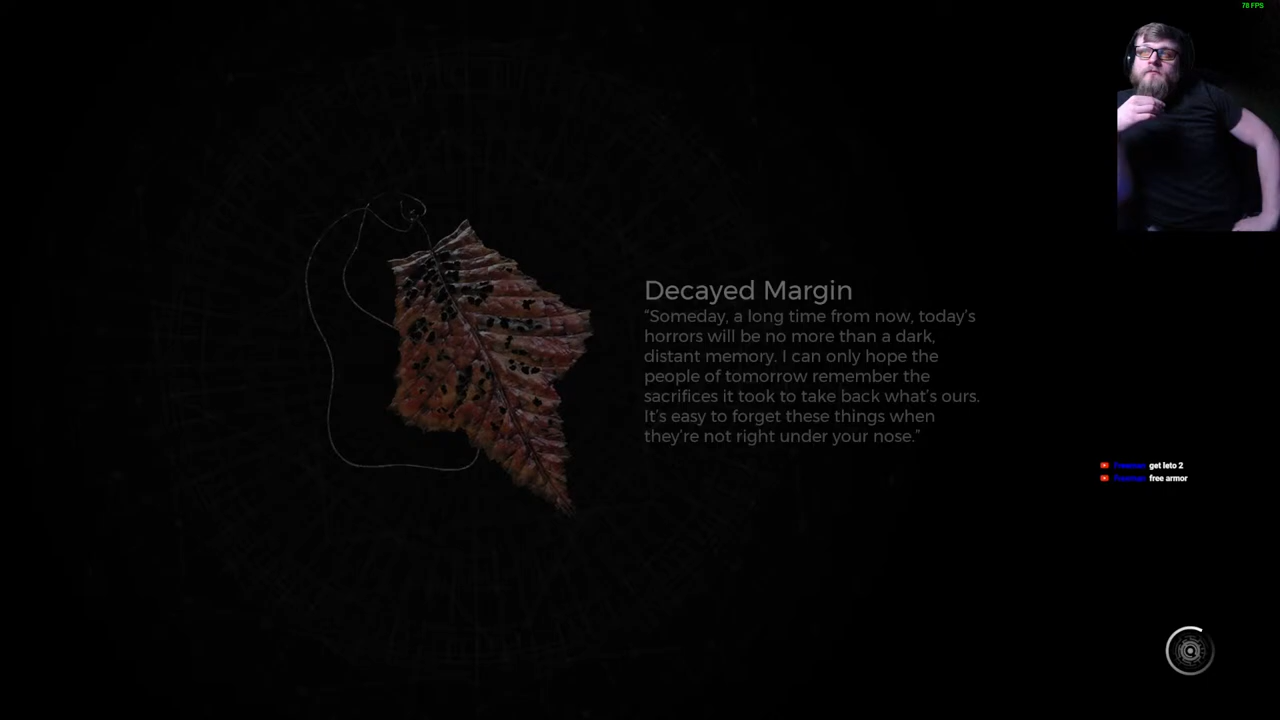 78 FPS
Decayed Margin
“Someday, a long time from now, today’s
horrors will be no more than a dark,
distant memory. I can only hope the
people of tomorrow remember the
sacrifices it took to take back what’s ours.
It’s easy to forget these things when
they’re not right under your nose.”
get leto 2
free armor